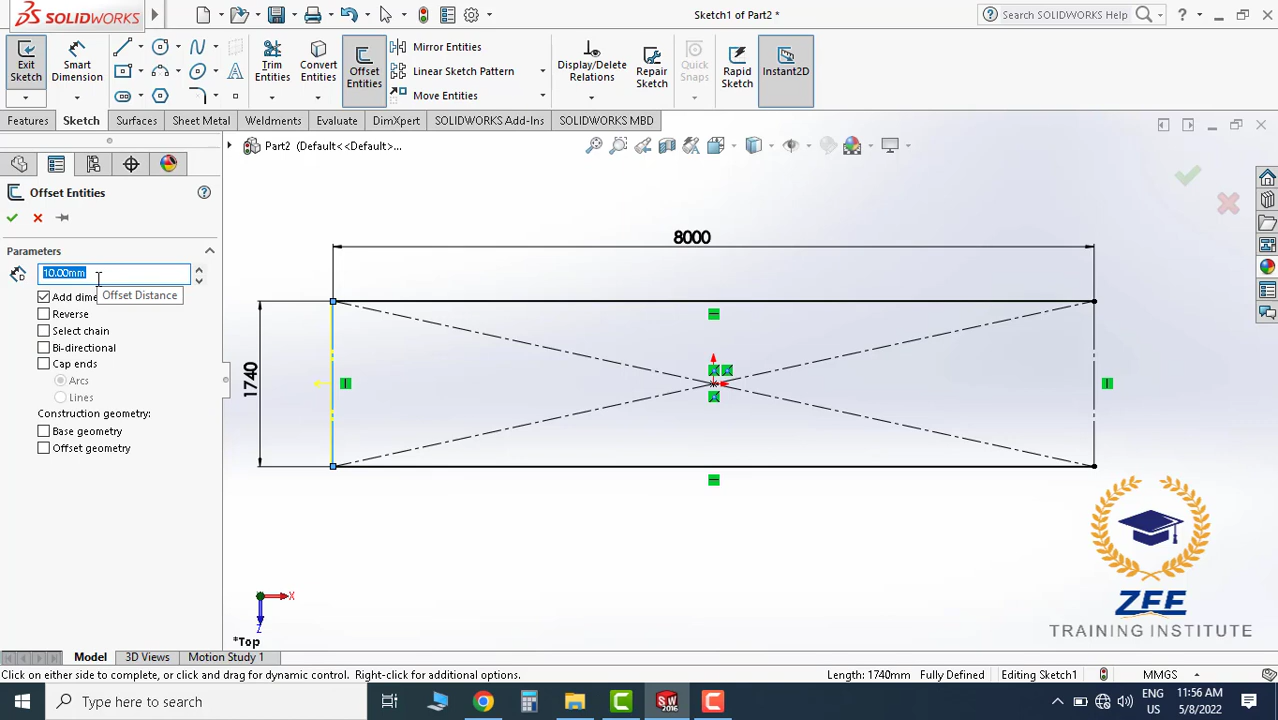 SOLIDWORKS
Sketch1 of Part2 *
Search SOLIDWORKS Help
Exit Sketch
Smart Dimension
Trim Entities
Convert Entities
Offset Entities
Mirror Entities
Linear Sketch Pattern
Move Entities
Display/Delete Relations
Repair Sketch
Quick Snaps
Rapid Sketch
Instant2D
Features
Sketch
Surfaces
Sheet Metal
Weldments
Evaluate
DimXpert
SOLIDWORKS Add-Ins
SOLIDWORKS MBD
Part2 (Default<<Default>...
Offset Entities
Parameters
10.00mm
Add dime
Offset Distance
Reverse
Select chain
Bi-directional
Cap ends
Arcs
Lines
Construction geometry:
Base geometry
Offset geometry
8000
1740
X
Z
*Top
ZEE
TRAINING INSTITUTE
Model
3D Views
Motion Study 1
Click on either side to complete, or click and drag for dynamic control. Right-click for additional options.
Length: 1740mm
Fully Defined
Editing Sketch1
MMGS
Type here to search
ENG
US
11:56 AM
5/8/2022